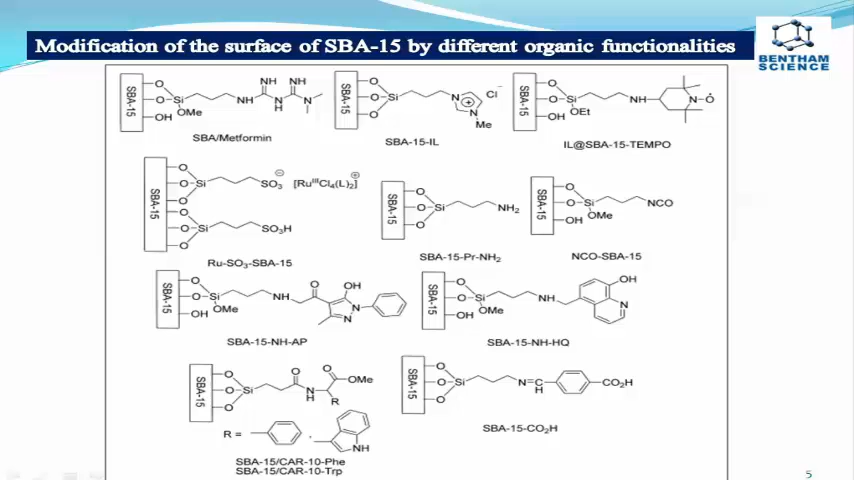 Modification of the surface of SBA-15 by different organic functionalities
BENTHAM
SCIENCE
SBA-15 O O Si OH OMe NH NH NH N H N
SBA/Metformin
SBA-15 O O O Si N N Me Cl⁻ +
SBA-15-IL
SBA-15 O O Si OH OEt NH N-O•
IL@SBA-15-TEMPO
SBA-15 O O O Si SO₃ ⊖ [RuᴵᴵᴵCl₄(L)₂] ⊕
O O O Si SO₃H
Ru-SO₃-SBA-15
SBA-15 O O O Si NH₂
SBA-15-Pr-NH₂
SBA-15 O O Si OH OMe NCO
NCO-SBA-15
SBA-15 O O Si OH OMe NH O OH N N
SBA-15-NH-AP
SBA-15 O O Si OH OMe NH OH N
SBA-15-NH-HQ
SBA-15 O O O Si O N H O OMe R
R = , NH
SBA-15/CAR-10-Phe
SBA-15/CAR-10-Trp
SBA-15 O O O Si N=C H CO₂H
SBA-15-CO₂H
5